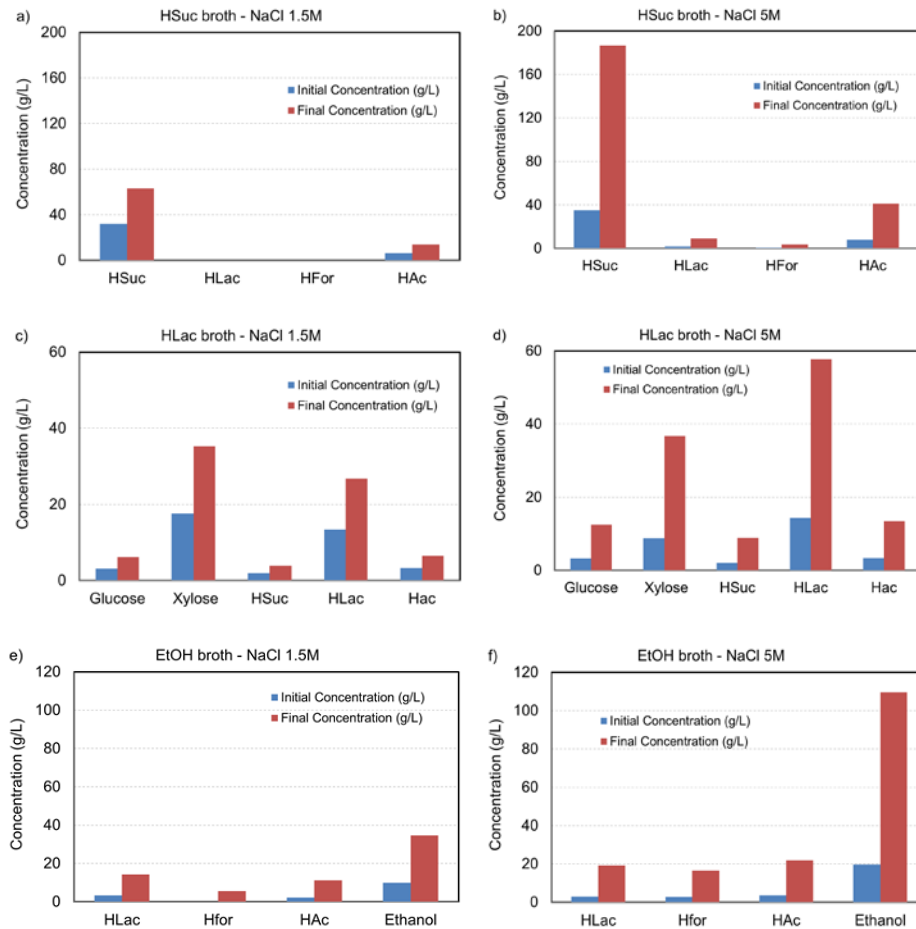 a)
HSuc broth - NaCl 1.5M
Concentration (g/L)
200
160
120
80
40
0
Initial Concentration (g/L)
Final Concentration (g/L)
HSuc HLac HFor HAc
b)
HSuc broth - NaCl 5M
Concentration (g/L)
200
160
120
80
40
0
Initial Concentration (g/L)
Final Concentration (g/L)
HSuc HLac HFor HAc
c)
HLac broth - NaCl 1.5M
Concentration (g/L)
60
40
20
0
Initial Concentration (g/L)
Final Concentration (g/L)
Glucose Xylose HSuc HLac Hac
d)
HLac broth - NaCl 5M
Concentration (g/L)
60
40
20
0
Initial Concentration (g/L)
Final Concentration (g/L)
Glucose Xylose HSuc HLac Hac
e)
EtOH broth - NaCl 1.5M
Concentration (g/L)
120
100
80
60
40
20
0
Initial Concentration (g/L)
Final Concentration (g/L)
HLac Hfor HAc Ethanol
f)
EtOH broth - NaCl 5M
Concentration (g/L)
120
100
80
60
40
20
0
Initial Concentration (g/L)
Final Concentration (g/L)
HLac Hfor HAc Ethanol